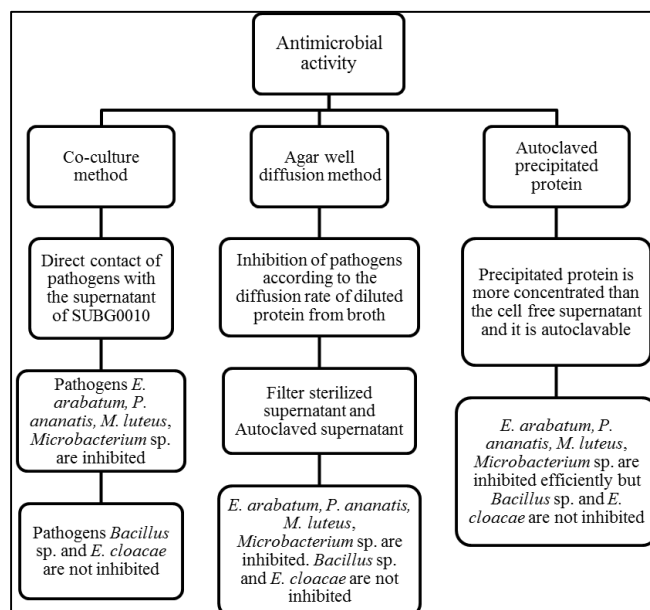 Antimicrobial
activity
Co-culture
method
Direct contact of
pathogens with
the supernatant
of SUBG0010
Pathogens E.
arabatum, P.
ananatis, M. luteus,
Microbacterium sp.
are inhibited
Pathogens Bacillus
sp. and E. cloacae
are not inhibited
Agar well
diffusion method
Inhibition of pathogens
according to the
diffusion rate of diluted
protein from broth
Filter sterilized
supernatant and
Autoclaved supernatant
E. arabatum, P. ananatis,
M. luteus,
Microbacterium sp. are
inhibited. Bacillus sp.
and E. cloacae are not
inhibited
Autoclaved
precipitated
protein
Precipitated protein is
more concentrated than
the cell free supernatant
and it is autoclavable
E. arabatum, P.
ananatis, M. luteus,
Microbacterium sp. are
inhibited efficiently but
Bacillus sp. and E.
cloacae are not inhibited